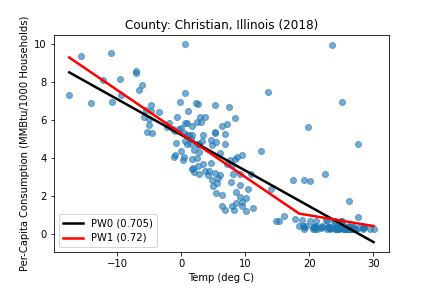 County: Christian, Illinois (2018)
Per-Capita Consumption (MMBtu/1000 Households)
10
8
6
4
2
0
PW0 (0.705)
PW1 (0.72)
−10
0
10
20
30
Temp (deg C)